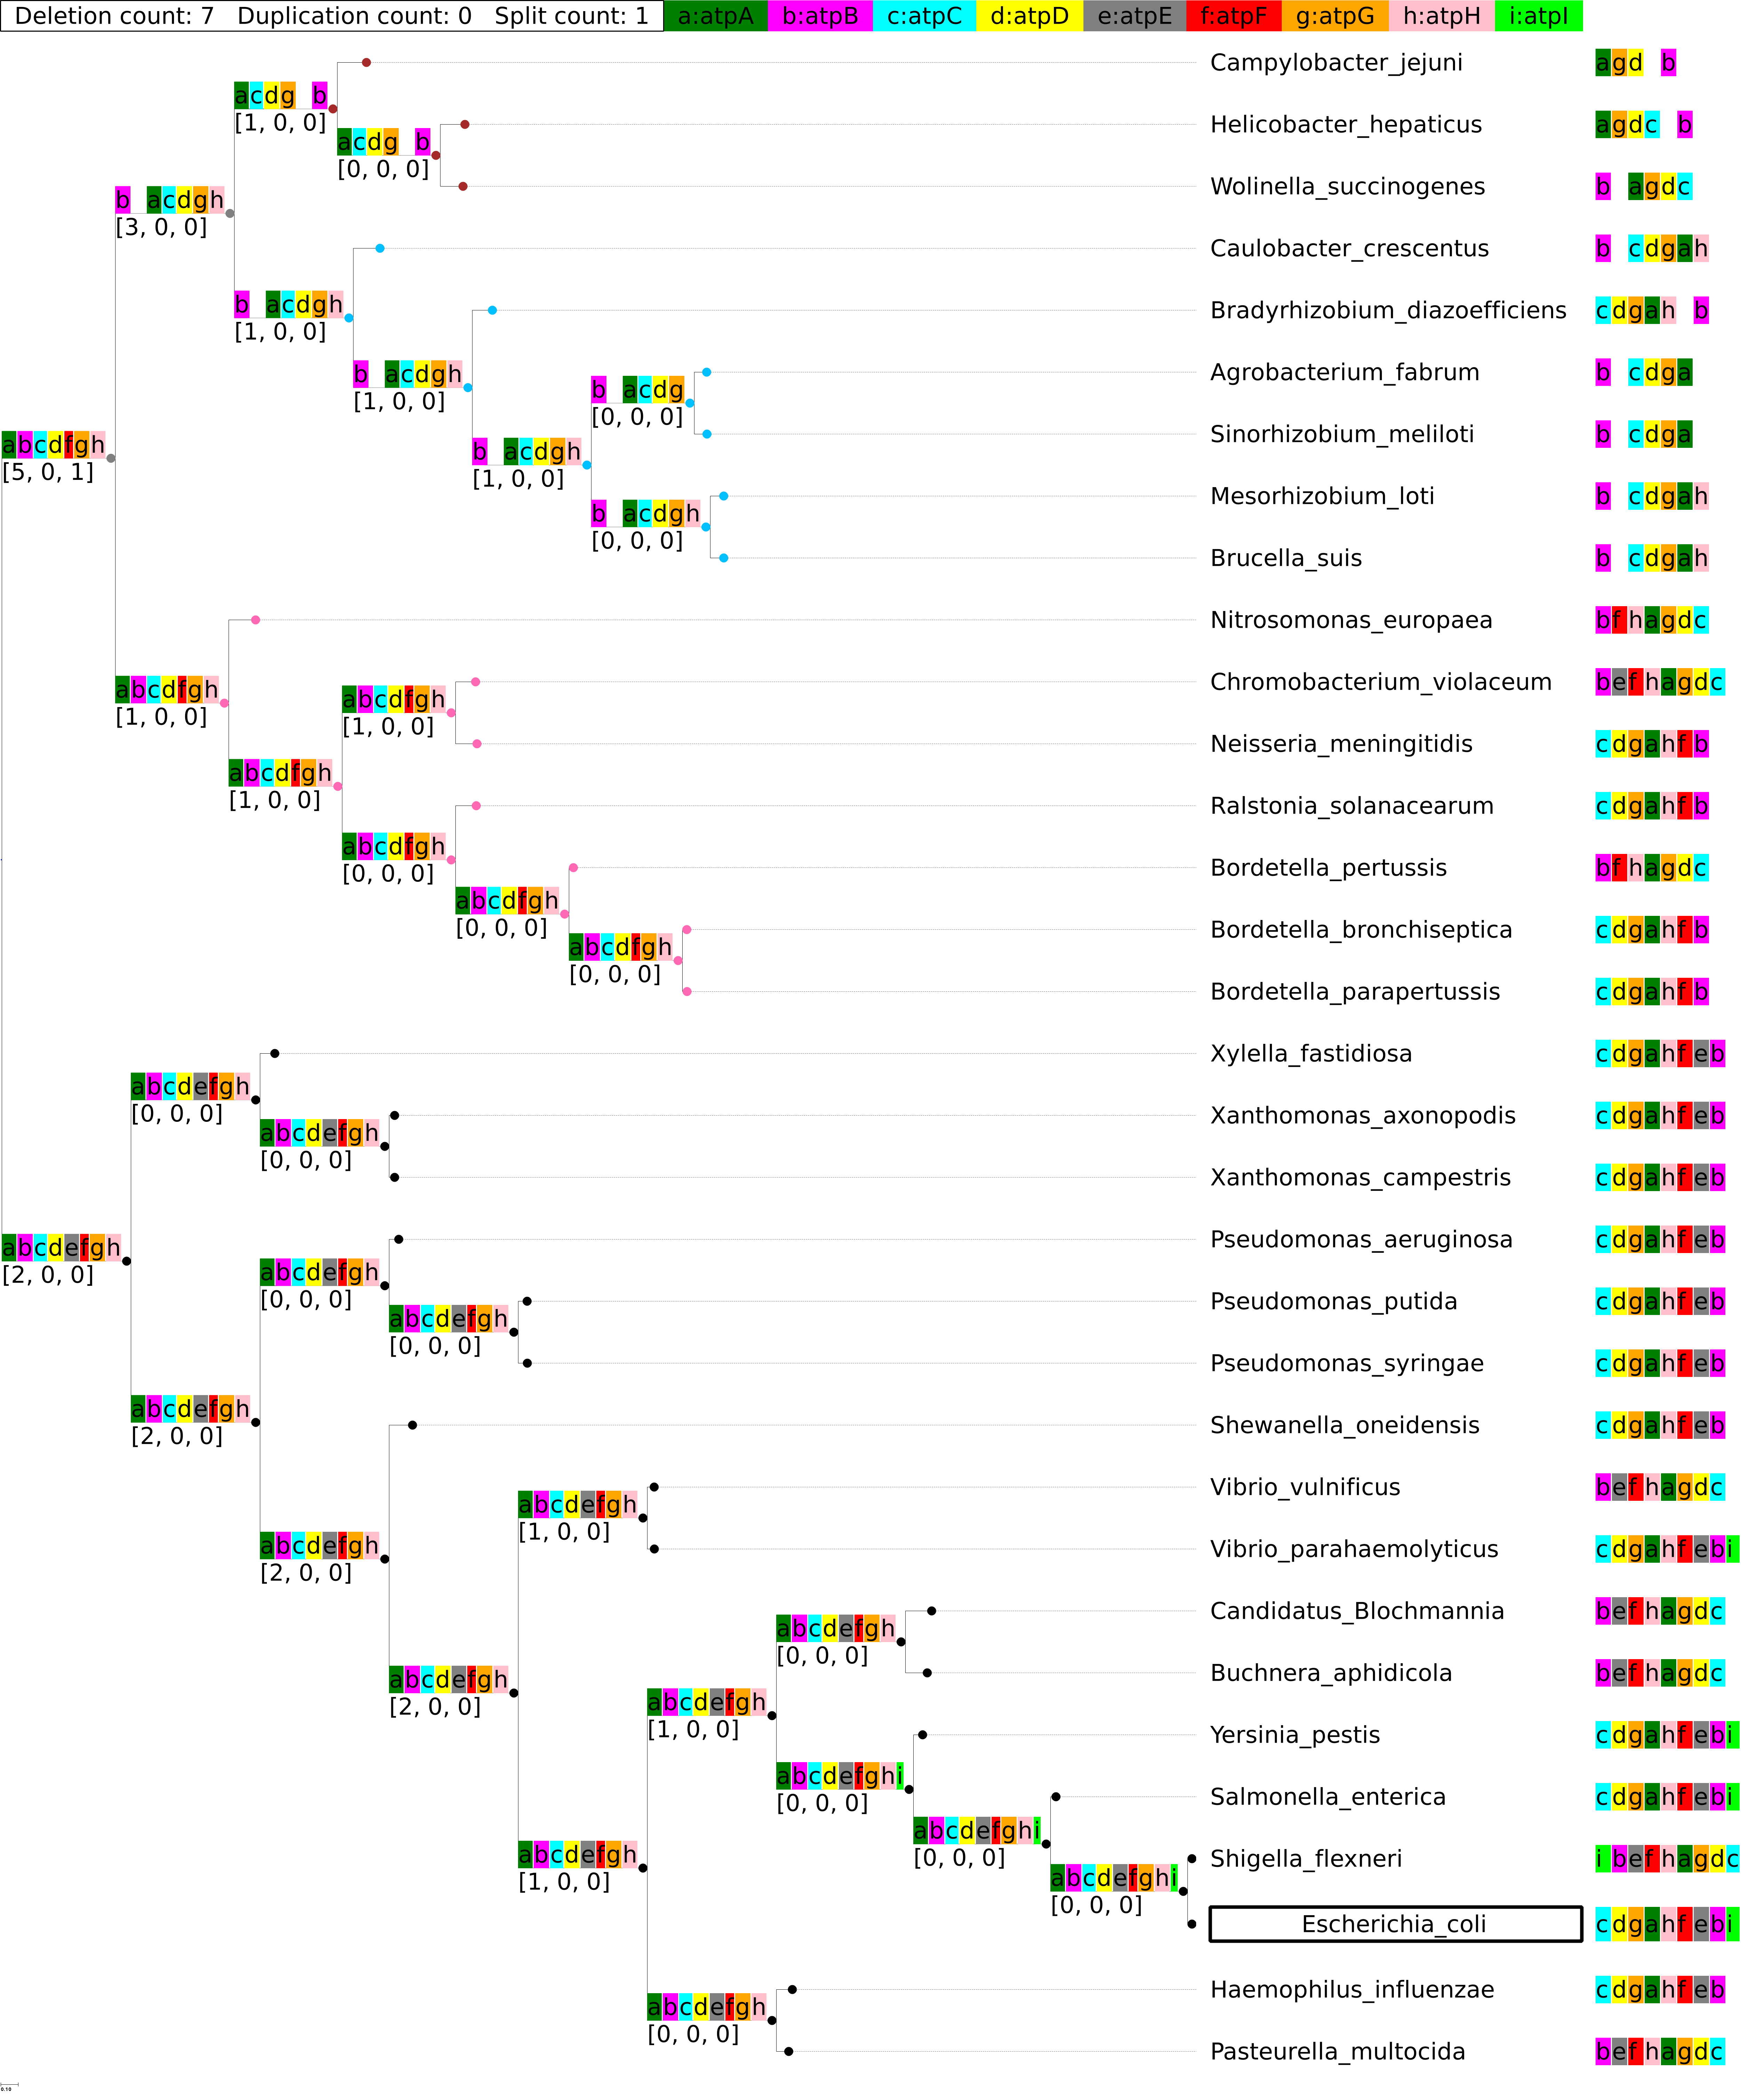 Deletion count: 7 Duplication count: 0 Split count: 1 a:atpA b:atpB c:atpC d:atpD e:atpE f:atpF g:atpG h:atpH i:atpI
Campylobacter_jejuni agd b
acdg b
[1, 0, 0]
Helicobacter_hepaticus agdc b
acdg b
[0, 0, 0]
Wolinella_succinogenes b agdc
b acdgh
[3, 0, 0]
Caulobacter_crescentus b cdgah
b acdgh
[1, 0, 0]
Bradyrhizobium_diazoefficiens cdgah b
b acdgh
[1, 0, 0]
Agrobacterium_fabrum b cdga
b acdg
[0, 0, 0]
Sinorhizobium_meliloti b cdga
abcdfgh
[5, 0, 1]
b acdgh
[1, 0, 0]
Mesorhizobium_loti b cdgah
b acdgh
[0, 0, 0]
Brucella_suis b cdgah
Nitrosomonas_europaea bfhagdc
Chromobacterium_violaceum befhagdc
abcdfgh
[1, 0, 0]
abcdfgh
[1, 0, 0]
Neisseria_meningitidis cdgahfb
abcdfgh
[1, 0, 0]
Ralstonia_solanacearum cdgahfb
abcdfgh
[0, 0, 0]
Bordetella_pertussis bfhagdc
abcdfgh
[0, 0, 0]
Bordetella_bronchiseptica cdgahfb
abcdfgh
[0, 0, 0]
Bordetella_parapertussis cdgahfb
Xylella_fastidiosa cdgahfeb
abcdefgh
[0, 0, 0]
Xanthomonas_axonopodis cdgahfeb
abcdefgh
[0, 0, 0]
Xanthomonas_campestris cdgahfeb
abcdefgh
[2, 0, 0]
Pseudomonas_aeruginosa cdgahfeb
abcdefgh
[0, 0, 0]
Pseudomonas_putida cdgahfeb
abcdefgh
[0, 0, 0]
Pseudomonas_syringae cdgahfeb
abcdefgh
[2, 0, 0]
Shewanella_oneidensis cdgahfeb
Vibrio_vulnificus befhagdc
abcdefgh
[1, 0, 0]
abcdefgh
[2, 0, 0]
Vibrio_parahaemolyticus cdgahfebi
Candidatus_Blochmannia befhagdc
abcdefgh
[0, 0, 0]
Buchnera_aphidicola befhagdc
abcdefgh
[2, 0, 0]
abcdefgh
[1, 0, 0]
Yersinia_pestis cdgahfebi
abcdefghi
[0, 0, 0]
Salmonella_enterica cdgahfebi
abcdefghi
[0, 0, 0]
abcdefgh
[1, 0, 0]
Shigella_flexneri ibefhagdc
abcdefghi
[0, 0, 0]
Escherichia_coli cdgahfebi
Haemophilus_influenzae cdgahfeb
abcdefgh
[0, 0, 0]
Pasteurella_multocida befhagdc
0.10